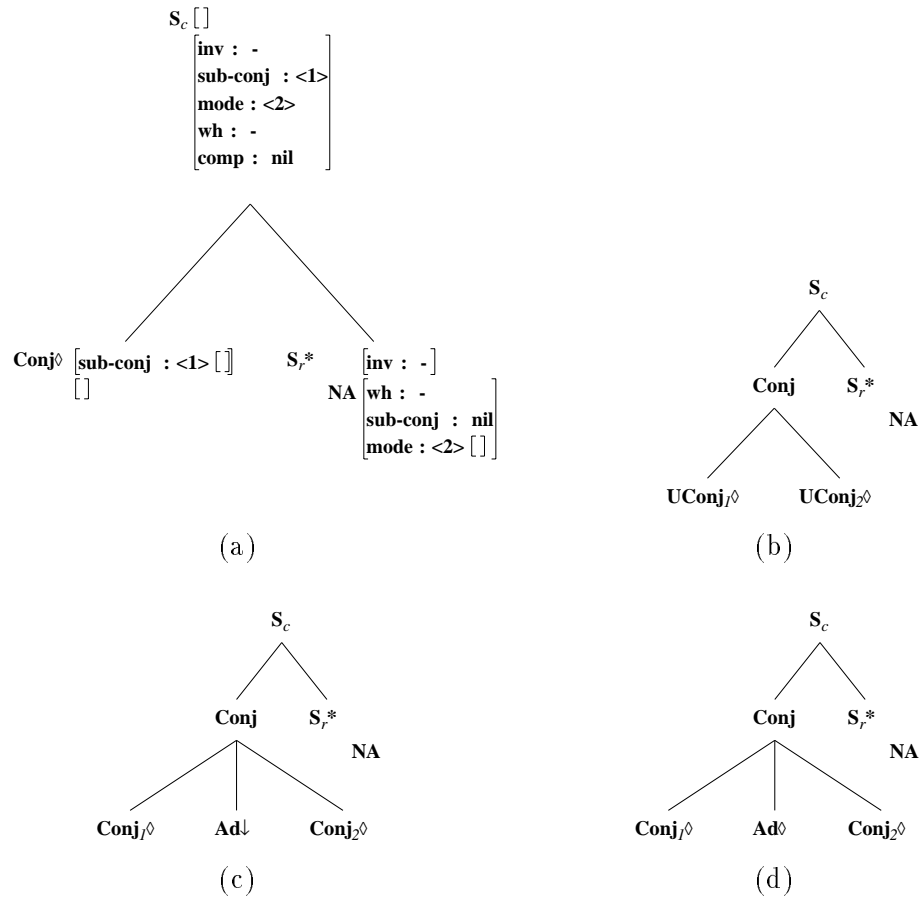 S_c [ ]
[inv : -
sub-conj : <1>
mode : <2>
wh : -
comp : nil]
Conj◊ [sub-conj : <1> [ ]]
[ ]
S_r* [inv : -]
NA [wh : -
sub-conj : nil
mode : <2> [ ]]
(a)
S_c
Conj S_r*
NA
UConj_1◊ UConj_2◊
(b)
S_c
Conj S_r*
NA
Conj_1◊ Ad↓ Conj_2◊
(c)
S_c
Conj S_r*
NA
Conj_1◊ Ad◊ Conj_2◊
(d)